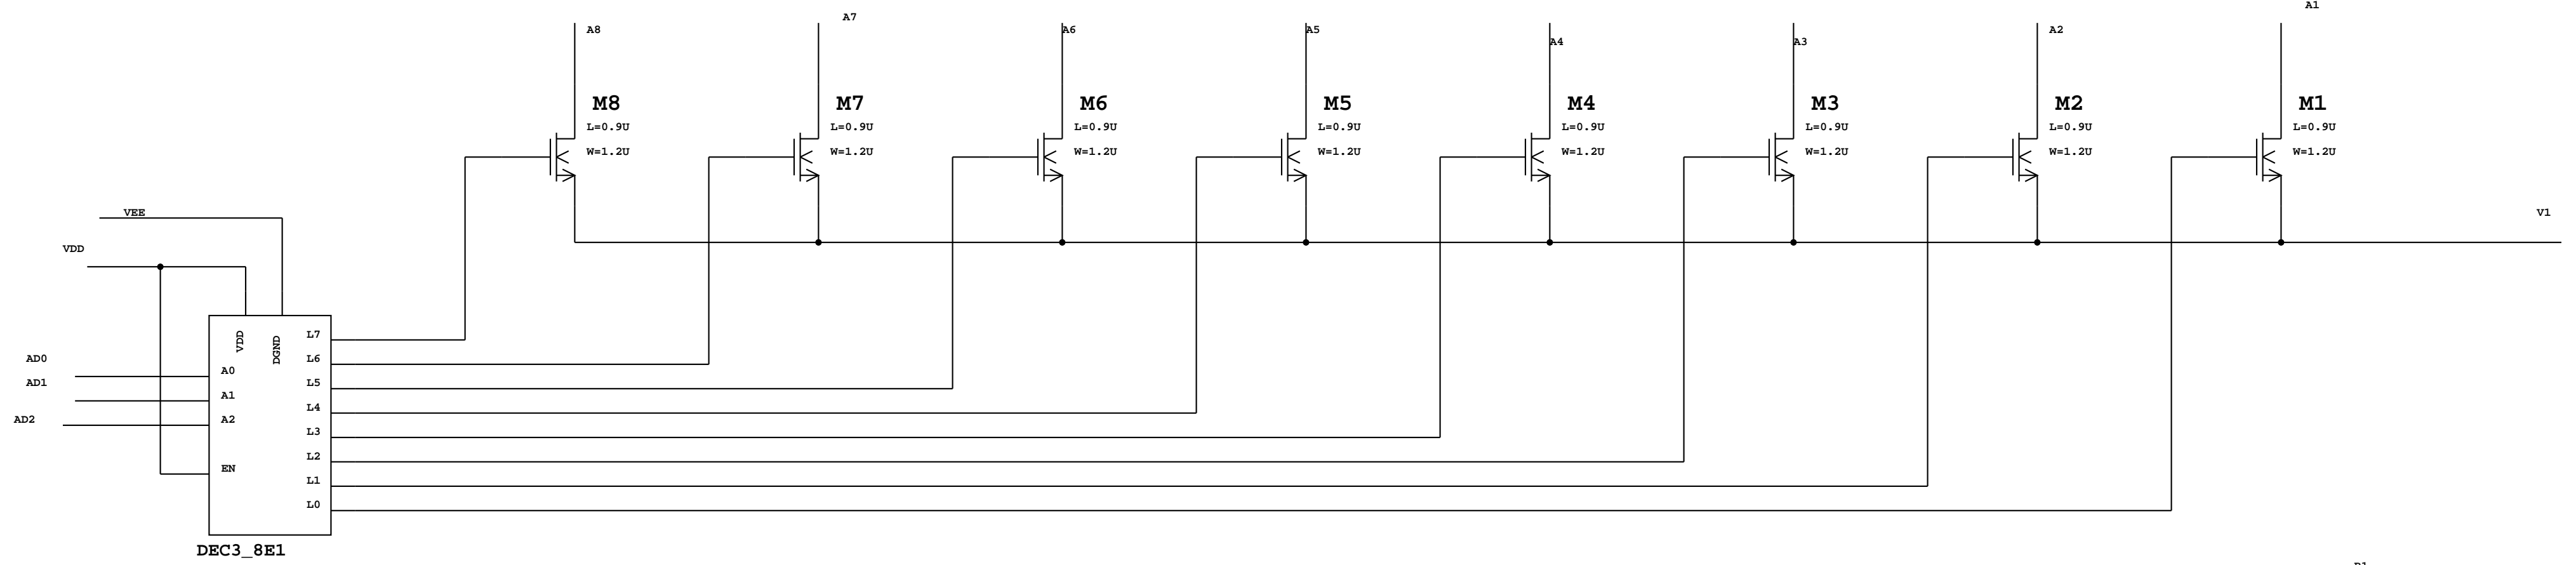 A1
A7
A8
A6
A5
A2
A4
A3
M8
M7
M6
M5
M4
M3
M2
M1
L=0.9U
L=0.9U
L=0.9U
L=0.9U
L=0.9U
L=0.9U
L=0.9U
L=0.9U
W=1.2U
W=1.2U
W=1.2U
W=1.2U
W=1.2U
W=1.2U
W=1.2U
W=1.2U
VEE
V1
VDD
VDD
DGND
L7
AD0
L6
A0
AD1
L5
A1
L4
AD2
A2
L3
L2
EN
L1
L0
DEC3_8E1